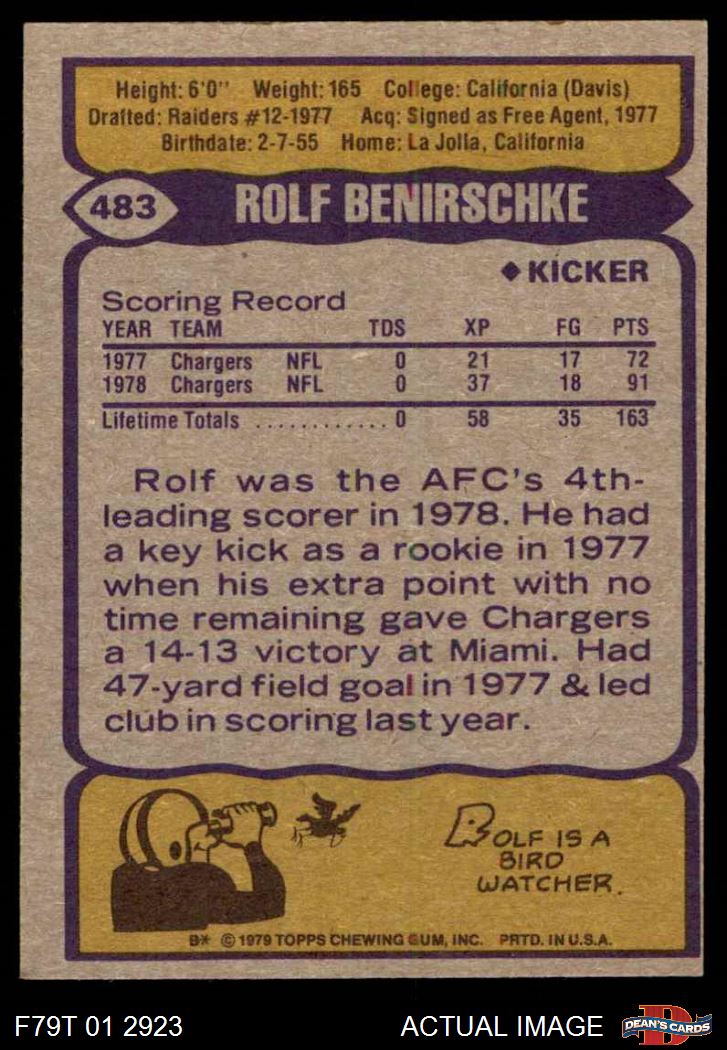 Height: 6'0" Weight: 165 College: California (Davis)
Drafted: Raiders #12-1977 Acq: Signed as Free Agent, 1977
Birthdate: 2-7-55 Home: La Jolla, California
483 ROLF BENIRSCHKE
◆ KICKER
Scoring Record
YEAR TEAM TDS XP FG PTS
1977 Chargers NFL 0 21 17 72
1978 Chargers NFL 0 37 18 91
Lifetime Totals ............ 0 58 35 163
Rolf was the AFC's 4th-
leading scorer in 1978. He had
a key kick as a rookie in 1977
when his extra point with no
time remaining gave Chargers
a 14-13 victory at Miami. Had
47-yard field goal in 1977 & led
club in scoring last year.
ROLF IS A
BIRD
WATCHER.
B* © 1979 TOPPS CHEWING GUM, INC. PRTD. IN U.S.A.
F79T 01 2923 ACTUAL IMAGE DEAN'S CARDS